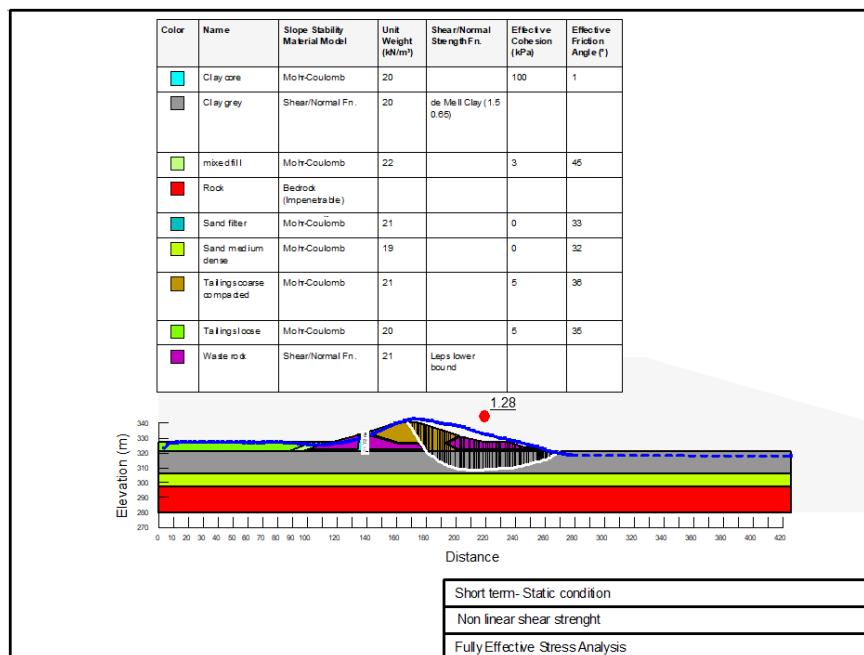 Color Name Slope Stability Material Model Unit Weight (kN/m³) Shear/Normal Strength Fn. Effective Cohesion (kPa) Effective Friction Angle (°)
Clay core Mohr-Coulomb 20 100 1
Clay grey Shear/Normal Fn. 20 de Mell Clay (1.5 0.65)
mixed fill Mohr-Coulomb 22 3 45
Rock Bedrock (Impenetrable)
Sand filter Mohr-Coulomb 21 0 33
Sand medium dense Mohr-Coulomb 19 0 32
Tailings coarse compacted Mohr-Coulomb 21 5 36
Tailings loose Mohr-Coulomb 20 5 35
Waste rock Shear/Normal Fn. 21 Leps lower bound
1.28
340
330
320
310
300
290
280
270
Elevation (m)
0 10 20 30 40 50 60 70 80 90 100 120 140 160 180 200 220 240 260 280 300 320 340 360 380 400 420
Distance
Short term- Static condition
Non linear shear strenght
Fully Effective Stress Analysis